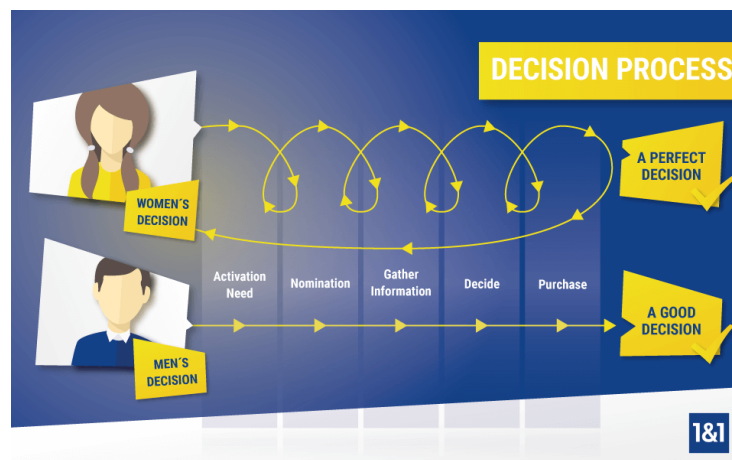 DECISION PROCESS
A PERFECT
DECISION
WOMEN´S
DECISION
Activation
Need
Nomination
Gather
Information
Decide
Purchase
A GOOD
DECISION
MEN´S
DECISION
1&1